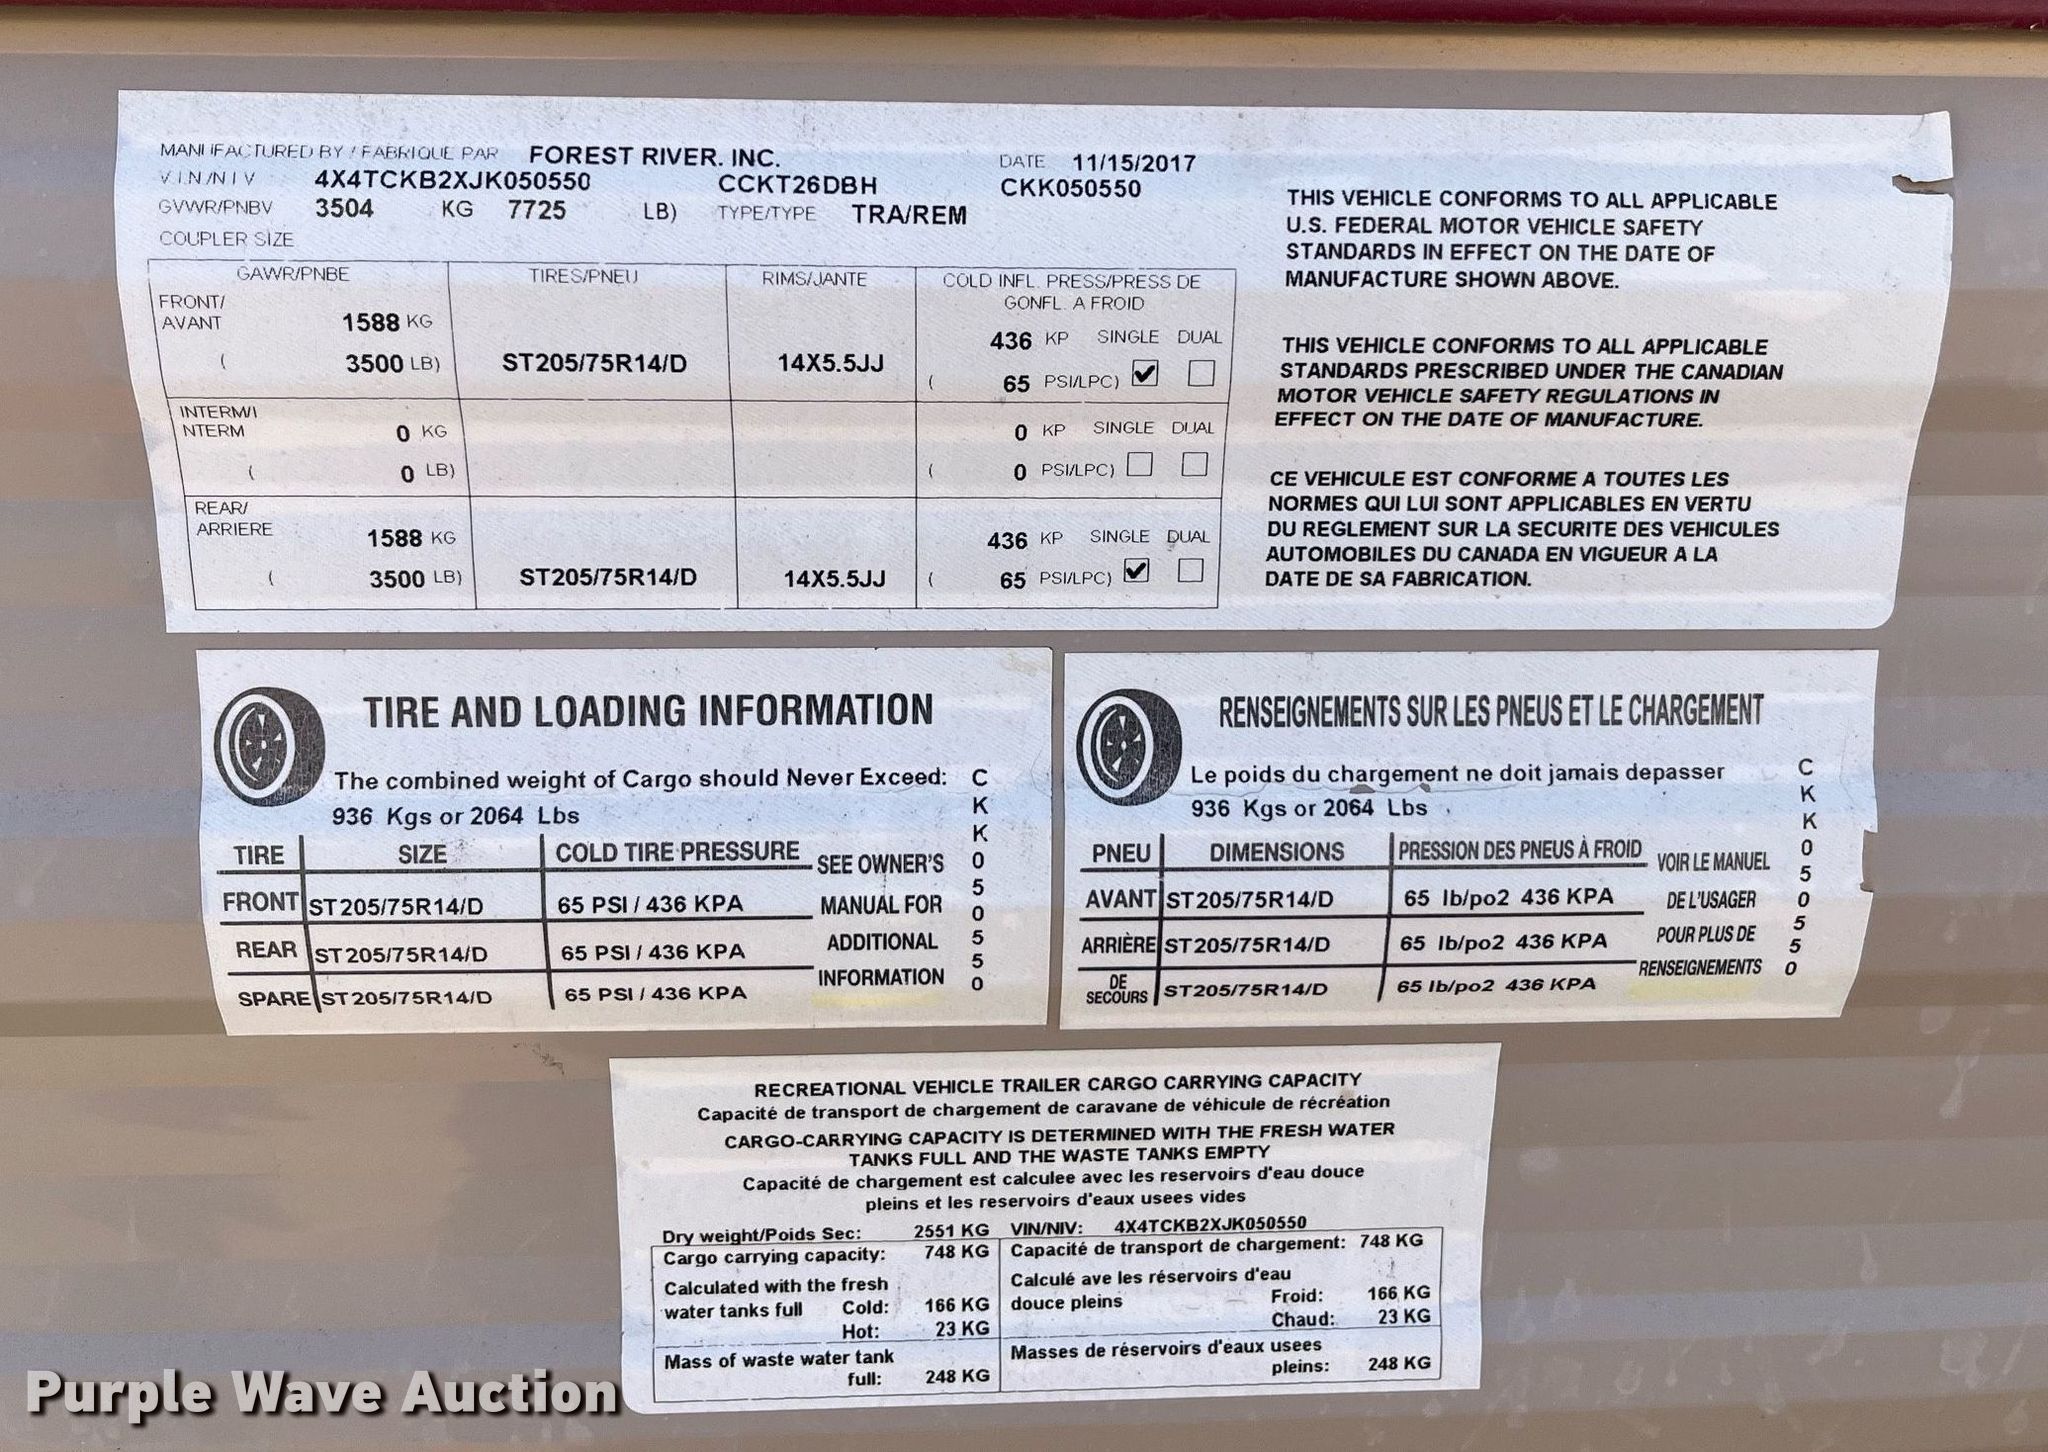 MANUFACTURED BY / FABRIQUE PAR FOREST RIVER, INC. DATE 11/15/2017
V.I.N./N I V 4X4TCKB2XJK050550 CCKT26DBH CKK050550
GVWR/PNBV 3504 KG 7725 LB) TYPE/TYPE TRA/REM
COUPLER SIZE
GAWR/PNBE TIRES/PNEU RIMS/JANTE COLD INFL. PRESS/PRESS DE
GONFL. A FROID
FRONT/
AVANT 1588 KG 436 KP SINGLE DUAL
( 3500 LB) ST205/75R14/D 14X5.5JJ ( 65 PSI/LPC)
INTERM/I
NTERM 0 KG 0 KP SINGLE DUAL
( 0 LB) ( 0 PSI/LPC)
REAR/
ARRIERE 1588 KG 436 KP SINGLE DUAL
( 3500 LB) ST205/75R14/D 14X5.5JJ ( 65 PSI/LPC)
THIS VEHICLE CONFORMS TO ALL APPLICABLE
U.S. FEDERAL MOTOR VEHICLE SAFETY
STANDARDS IN EFFECT ON THE DATE OF
MANUFACTURE SHOWN ABOVE.
THIS VEHICLE CONFORMS TO ALL APPLICABLE
STANDARDS PRESCRIBED UNDER THE CANADIAN
MOTOR VEHICLE SAFETY REGULATIONS IN
EFFECT ON THE DATE OF MANUFACTURE.
CE VEHICULE EST CONFORME A TOUTES LES
NORMES QUI LUI SONT APPLICABLES EN VERTU
DU REGLEMENT SUR LA SECURITE DES VEHICULES
AUTOMOBILES DU CANADA EN VIGUEUR A LA
DATE DE SA FABRICATION.
TIRE AND LOADING INFORMATION
The combined weight of Cargo should Never Exceed:
936 Kgs or 2064 Lbs
TIRE SIZE COLD TIRE PRESSURE
FRONT ST205/75R14/D 65 PSI / 436 KPA
REAR ST205/75R14/D 65 PSI / 436 KPA
SPARE ST205/75R14/D 65 PSI / 436 KPA
SEE OWNER'S
MANUAL FOR
ADDITIONAL
INFORMATION
CKK050550
RENSEIGNEMENTS SUR LES PNEUS ET LE CHARGEMENT
Le poids du chargement ne doit jamais depasser
936 Kgs or 2064 Lbs .
PNEU DIMENSIONS PRESSION DES PNEUS À FROID
AVANT ST205/75R14/D 65 lb/po2 436 KPA
ARRIÈRE ST205/75R14/D 65 lb/po2 436 KPA
DE
SECOURS ST205/75R14/D 65 lb/po2 436 KPA
VOIR LE MANUEL
DE L'USAGER
POUR PLUS DE
RENSEIGNEMENTS
CKK050550
RECREATIONAL VEHICLE TRAILER CARGO CARRYING CAPACITY
Capacité de transport de chargement de caravane de véhicule de récréation
CARGO-CARRYING CAPACITY IS DETERMINED WITH THE FRESH WATER
TANKS FULL AND THE WASTE TANKS EMPTY
Capacité de chargement est calculee avec les reservoirs d'eau douce
pleins et les reservoirs d'eaux usees vides
Dry weight/Poids Sec: 2551 KG VIN/NIV: 4X4TCKB2XJK050550
Cargo carrying capacity: 748 KG Capacité de transport de chargement: 748 KG
Calculated with the fresh Calculé ave les réservoirs d'eau
water tanks full Cold: 166 KG douce pleins Froid: 166 KG
Hot: 23 KG Chaud: 23 KG
Mass of waste water tank Masses de réservoirs d'eaux usees
full: 248 KG pleins: 248 KG
Purple Wave Auction